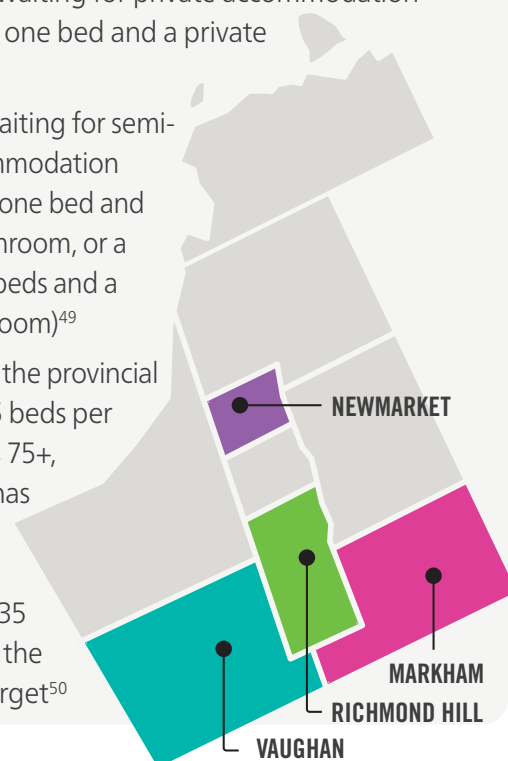 waiting for private accommodation
one bed and a private
aiting for semi-
mmodation
one bed and
hroom, or a
beds and a
oom)49
the provincial
beds per
75+,
has
35
the
rget50
NEWMARKET
MARKHAM
RICHMOND HILL
VAUGHAN